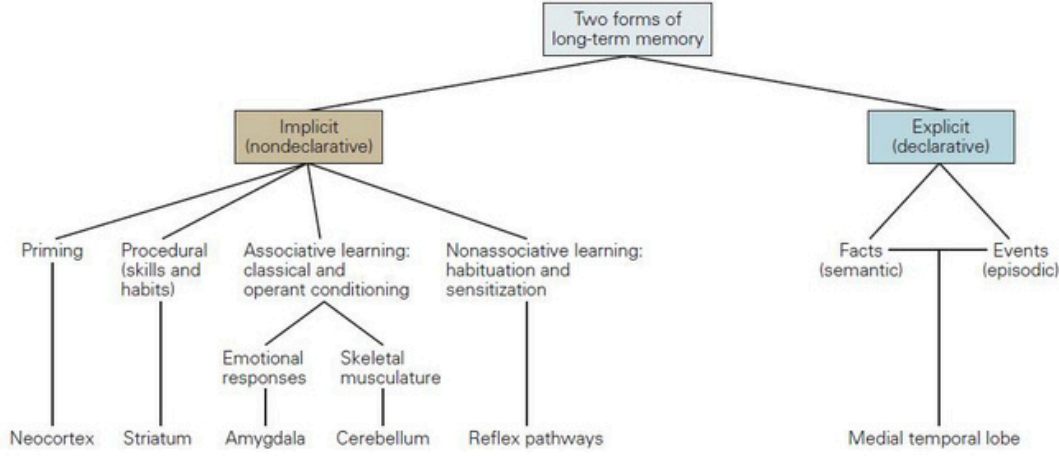 Two forms of
long-term memory
Implicit
(nondeclarative)
Explicit
(declarative)
Priming
Procedural
(skills and
habits)
Associative learning:
classical and
operant conditioning
Nonassociative learning:
habituation and
sensitization
Facts
(semantic)
Events
(episodic)
Emotional
responses
Skeletal
musculature
Neocortex
Striatum
Amygdala
Cerebellum
Reflex pathways
Medial temporal lobe